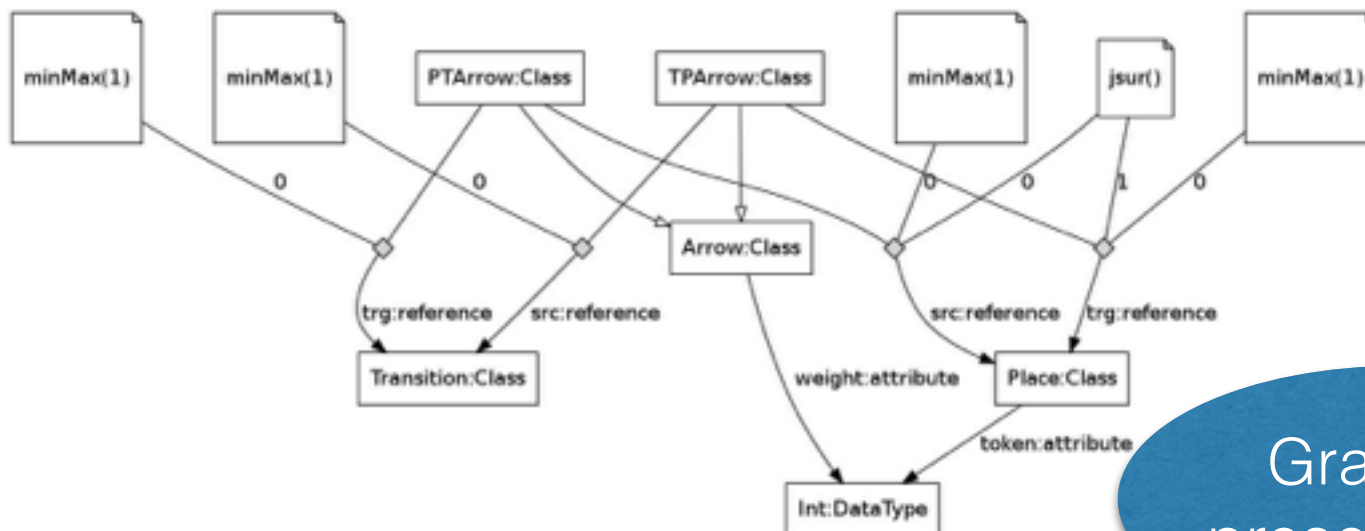 minMax(1)
minMax(1)
PTArrow:Class
TPArrow:Class
minMax(1)
jsur()
minMax(1)
0
0
0
0
1
0
Arrow:Class
trg:reference
src:reference
src:reference
trg:reference
Transition:Class
weight:attribute
Place:Class
token:attribute
Int:DataType